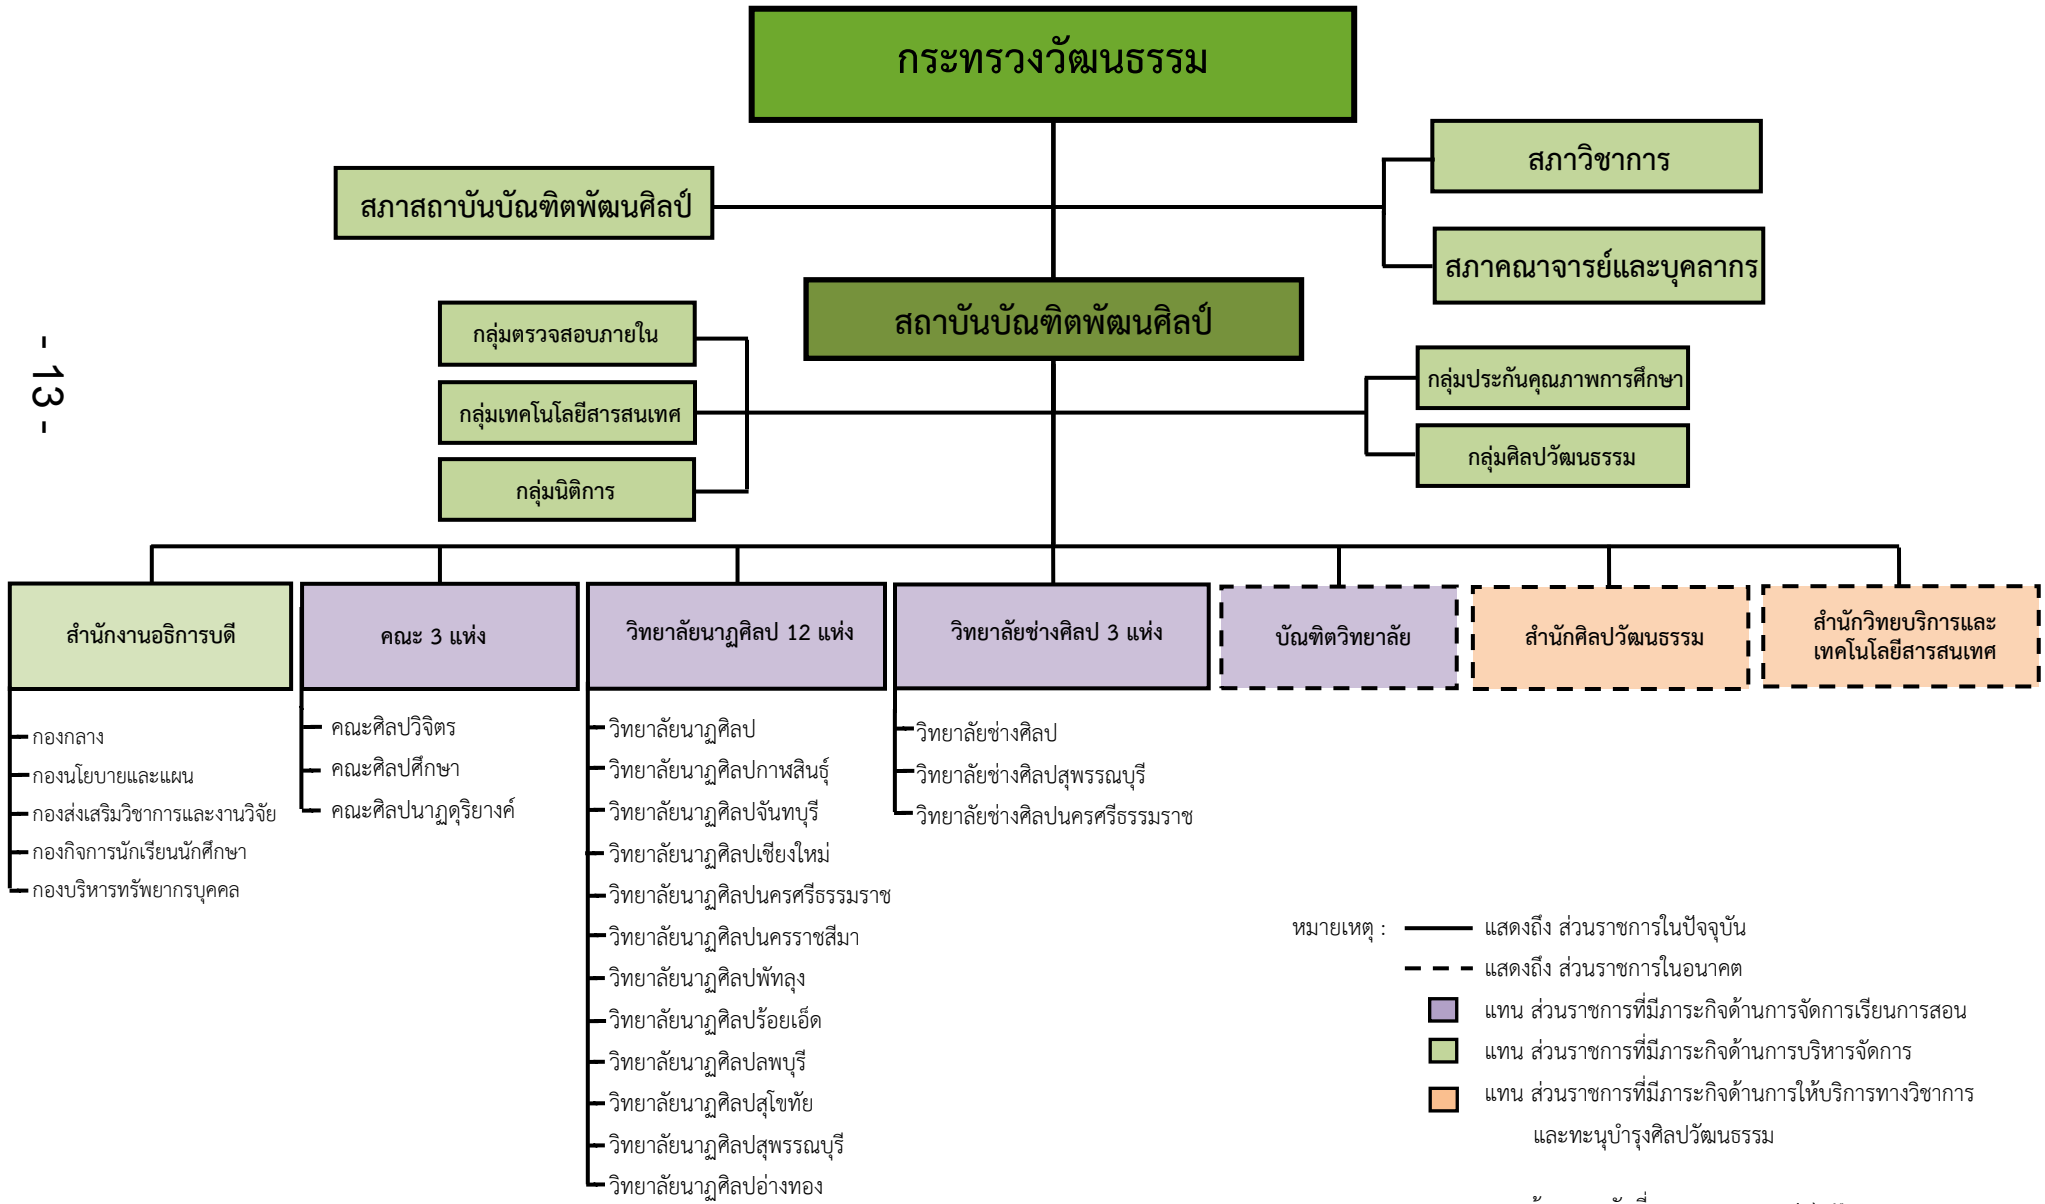 กระทรวงวัฒนธรรม
สภาวิชาการ
สภาสถาบันบัณฑิตพัฒนศิลป์
สภาคณาจารย์และบุคลากร
สถาบันบัณฑิตพัฒนศิลป์
กลุ่มตรวจสอบภายใน
กลุ่มประกันคุณภาพการศึกษา
กลุ่มเทคโนโลยีสารสนเทศ
กลุ่มศิลปวัฒนธรรม
กลุ่มนิติการ
- 13 -
สำนักงานอธิการบดี
กองกลาง
กองนโยบายและแผน
กองส่งเสริมวิชาการและงานวิจัย
กองกิจการนักเรียนนักศึกษา
กองบริหารทรัพยากรบุคคล
คณะ 3 แห่ง
คณะศิลปวิจิตร
คณะศิลปศึกษา
คณะศิลปนาฏดุริยางค์
วิทยาลัยนาฏศิลป 12 แห่ง
วิทยาลัยนาฏศิลป
วิทยาลัยนาฏศิลปกาฬสินธุ์
วิทยาลัยนาฏศิลปจันทบุรี
วิทยาลัยนาฏศิลปเชียงใหม่
วิทยาลัยนาฏศิลปนครศรีธรรมราช
วิทยาลัยนาฏศิลปนครราชสีมา
วิทยาลัยนาฏศิลปพัทลุง
วิทยาลัยนาฏศิลปร้อยเอ็ด
วิทยาลัยนาฏศิลปลพบุรี
วิทยาลัยนาฏศิลปสุโขทัย
วิทยาลัยนาฏศิลปสุพรรณบุรี
วิทยาลัยนาฏศิลปอ่างทอง
วิทยาลัยช่างศิลป 3 แห่ง
วิทยาลัยช่างศิลป
วิทยาลัยช่างศิลปสุพรรณบุรี
วิทยาลัยช่างศิลปนครศรีธรรมราช
บัณฑิตวิทยาลัย
สำนักศิลปวัฒนธรรม
สำนักวิทยบริการและ
เทคโนโลยีสารสนเทศ
หมายเหตุ : แสดงถึง ส่วนราชการในปัจจุบัน
แสดงถึง ส่วนราชการในอนาคต
แทน ส่วนราชการที่มีภาระกิจด้านการจัดการเรียนการสอน
แทน ส่วนราชการที่มีภาระกิจด้านการบริหารจัดการ
แทน ส่วนราชการที่มีภาระกิจด้านการให้บริการทางวิชาการ
และทะนุบำรุงศิลปวัฒนธรรม